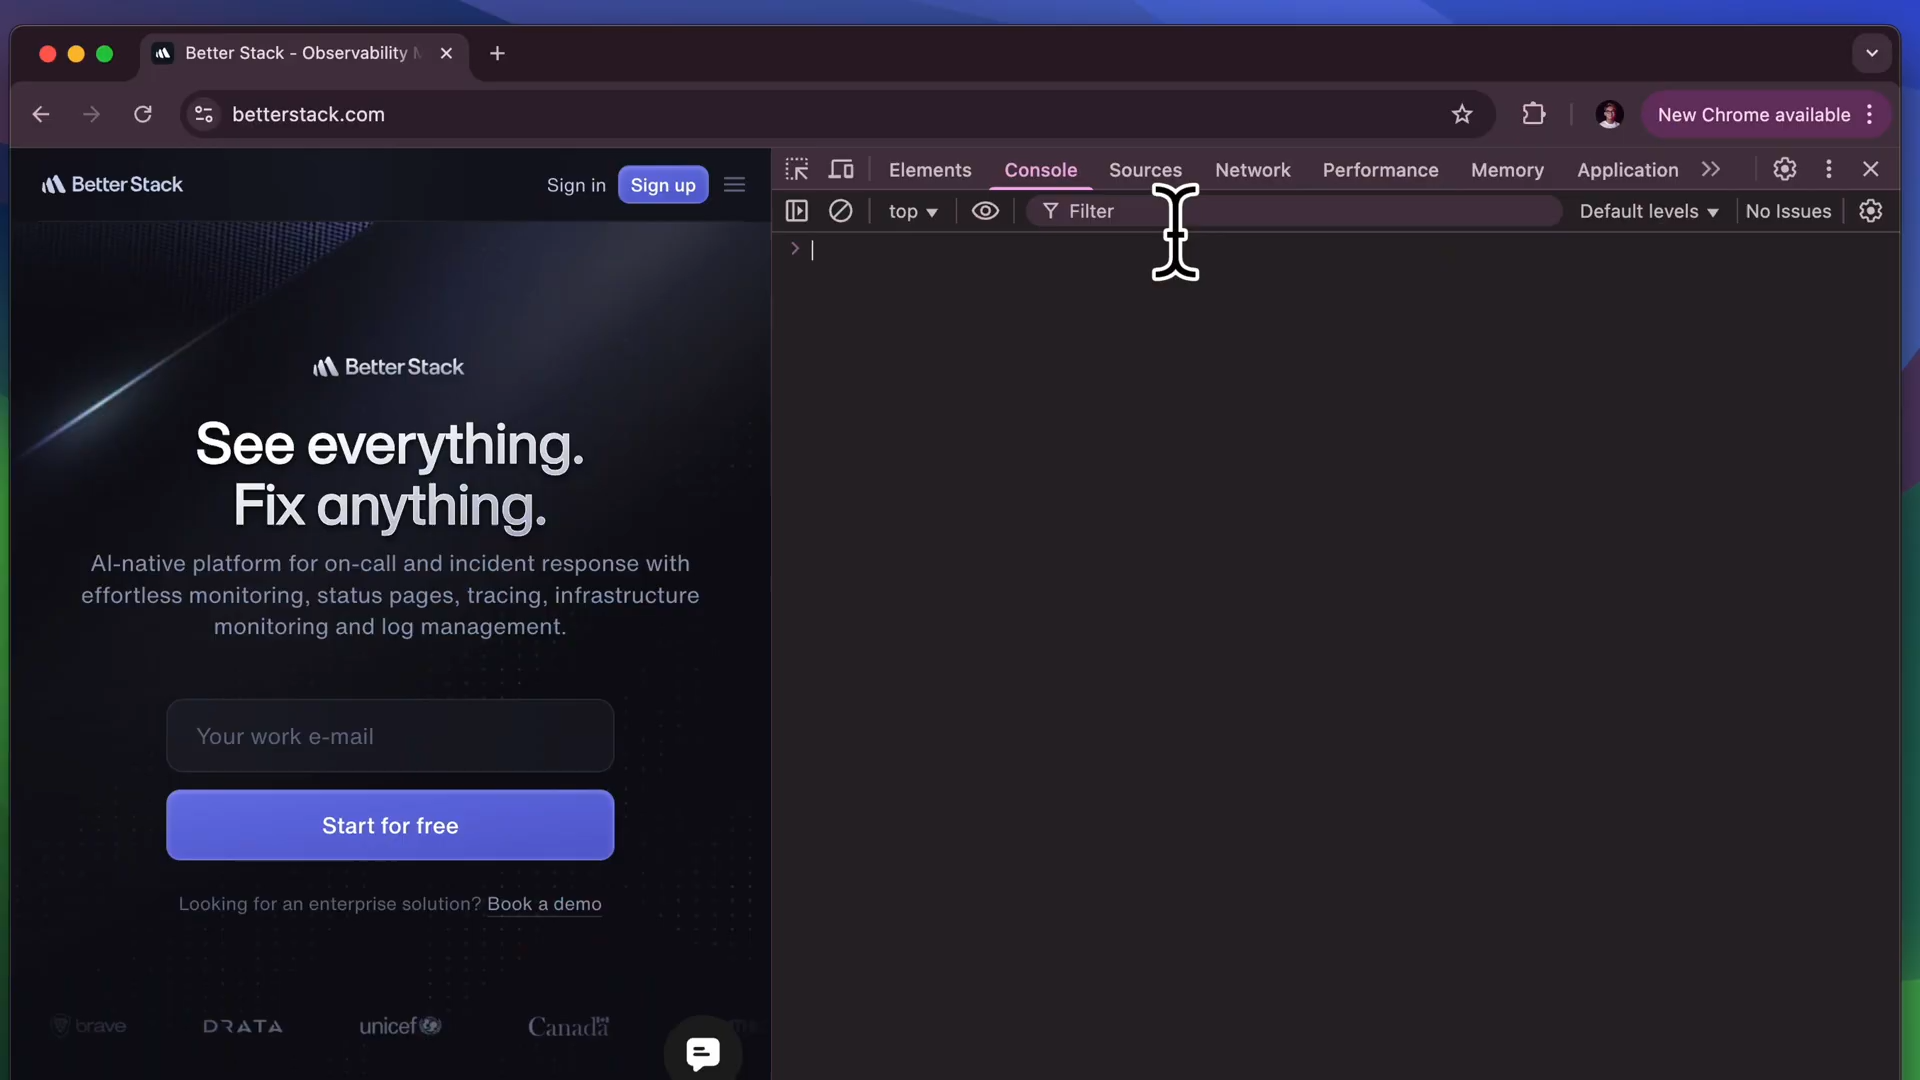 Better Stack - Observability
betterstack.com
New Chrome available
Better Stack
Sign in
Sign up
Elements
Console
Sources
Network
Performance
Memory
Application
top
Filter
Default levels
No Issues
Better Stack
See everything.
Fix anything.
AI-native platform for on-call and incident response with
effortless monitoring, status pages, tracing, infrastructure
monitoring and log management.
Your work e-mail
Start for free
Looking for an enterprise solution? Book a demo
brave
DRATA
unicef
Canada